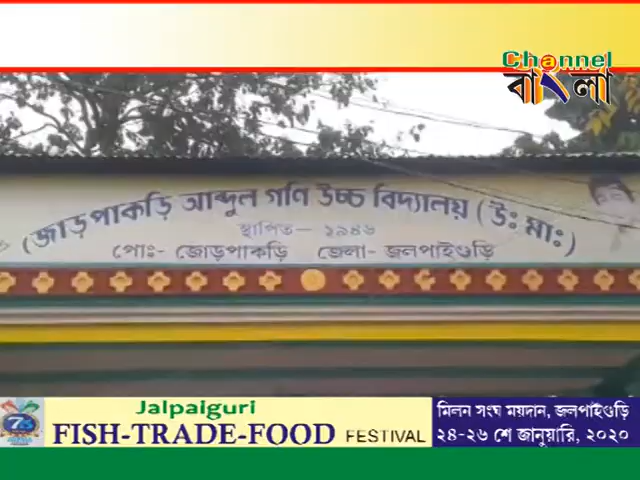 Channel
বাংলা
জোড়পাকড়ি আব্দুল গণি উচ্চ বিদ্যালয় (উঃ মাঃ)
স্থাপিত- ১৯৪৬
পোঃ- জোড়পাকড়ি জেলা- জলপাইগুড়ি
Jalpaiguri
FISH-TRADE-FOOD FESTIVAL
মিলন সংঘ ময়দান, জলপাইগুড়ি
২৪-২৬ শে জানুয়ারি, ২০২০